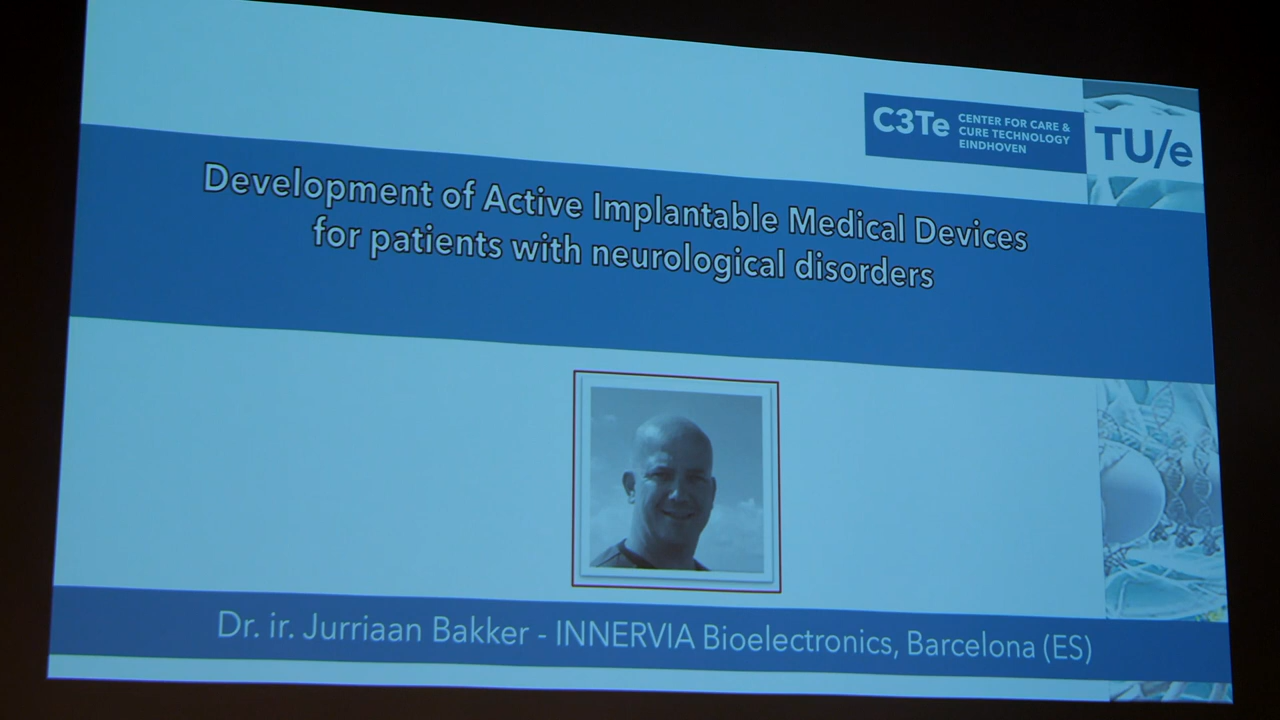 C3Te CENTER FOR CARE &
CURE TECHNOLOGY
EINDHOVEN
TU/e
Development of Active Implantable Medical Devices
for patients with neurological disorders
Dr. ir. Jurriaan Bakker - INNERVIA Bioelectronics, Barcelona (ES)